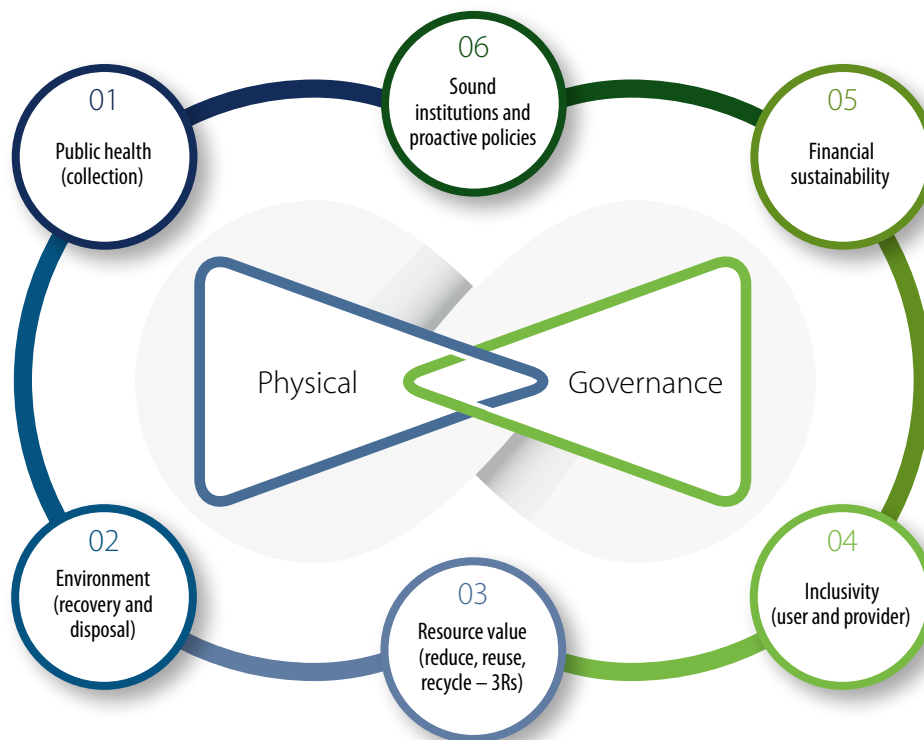 01
Public health
(collection)
06
Sound
institutions and
proactive policies
05
Financial
sustainability
Physical
Governance
02
Environment
(recovery and
disposal)
03
Resource value
(reduce, reuse,
recycle – 3Rs)
04
Inclusivity
(user and provider)